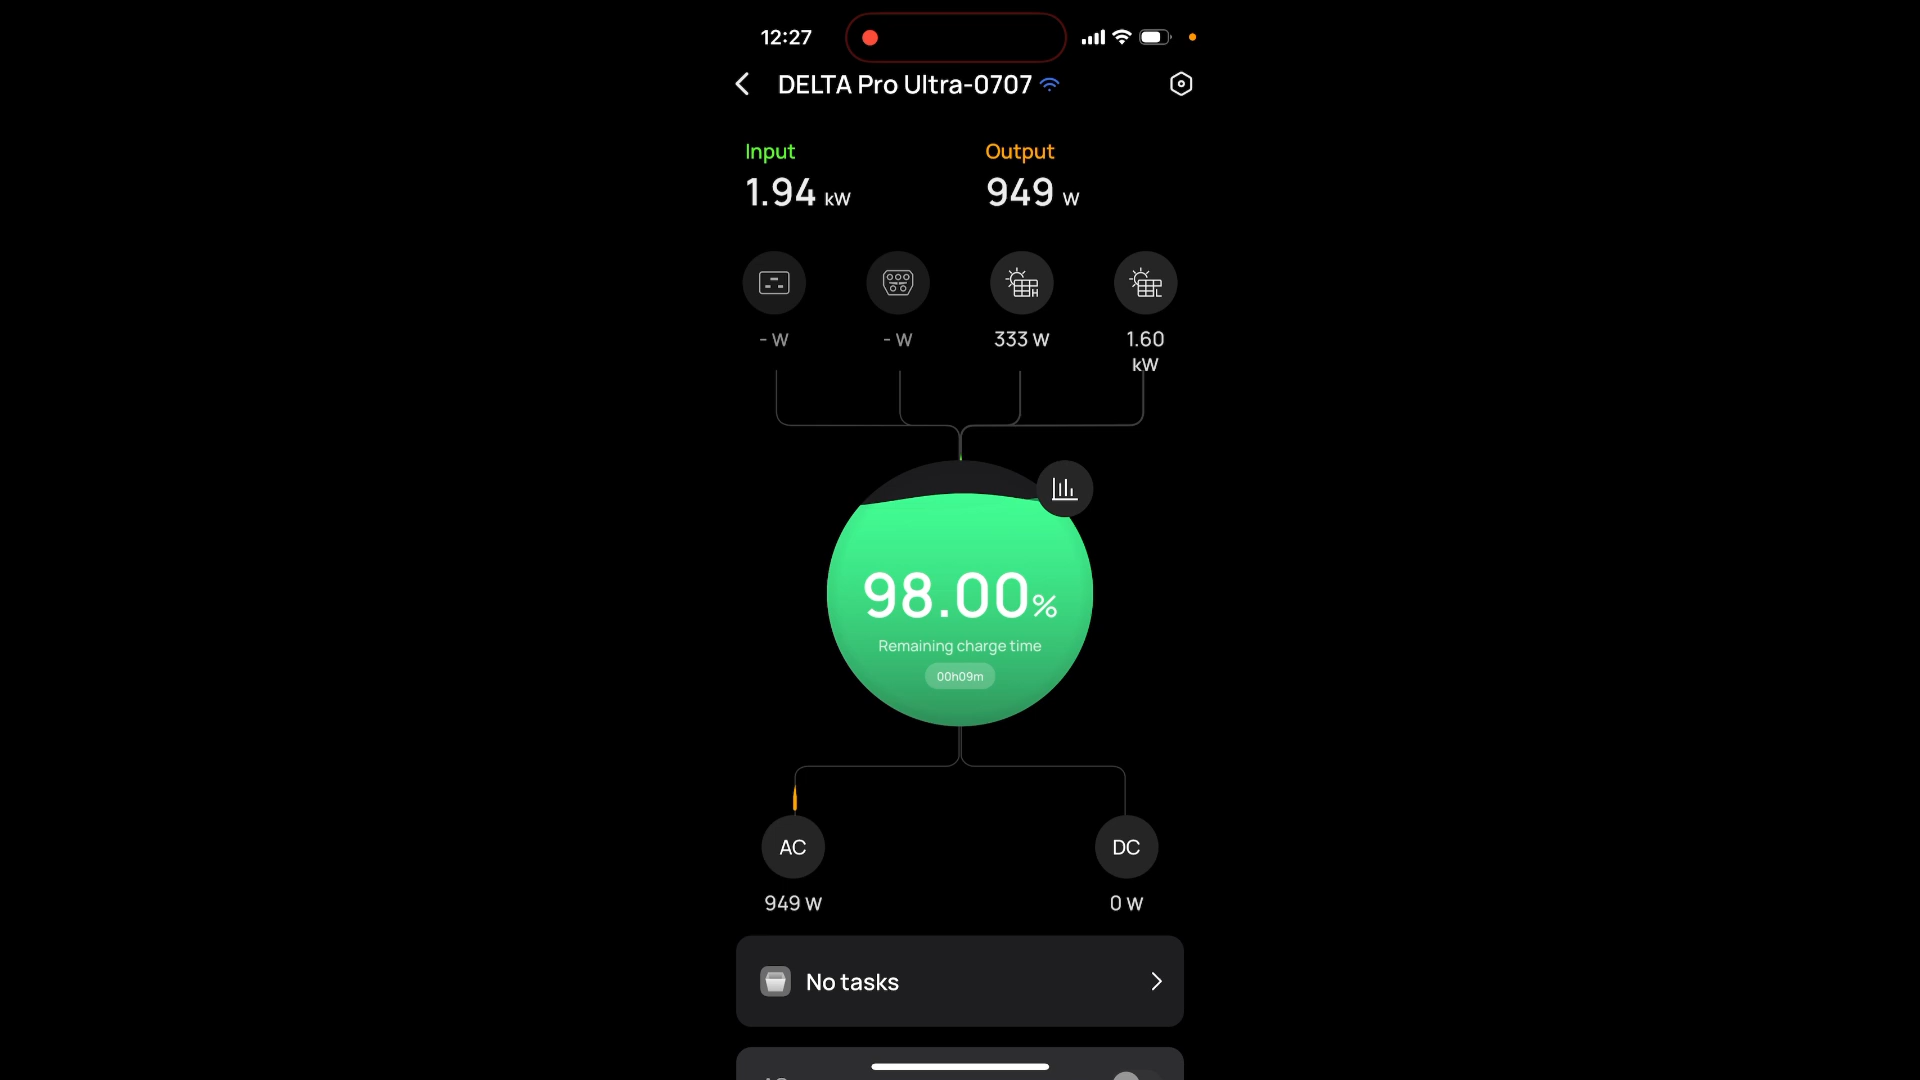 12:27
DELTA Pro Ultra-0707
Input
Output
1.94 kW
949 W
H
L
- W
- W
333 W
1.60
kW
98.00%
Remaining charge time
00h09m
AC
DC
949 W
0 W
No tasks